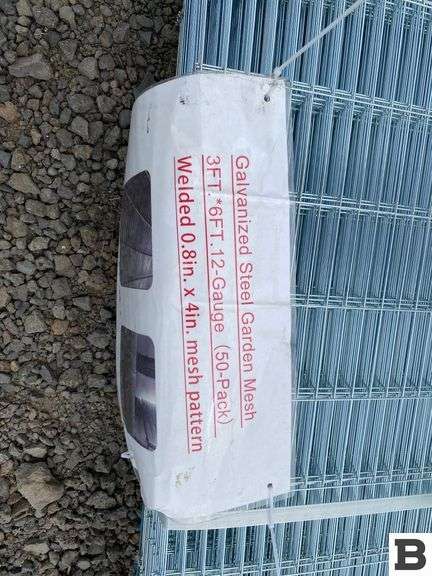 Galvanized Steel Garden Mesh
3FT.*6FT.12-Gauge (50-Pack)
Welded 0.8in. x 4in. mesh pattern
B